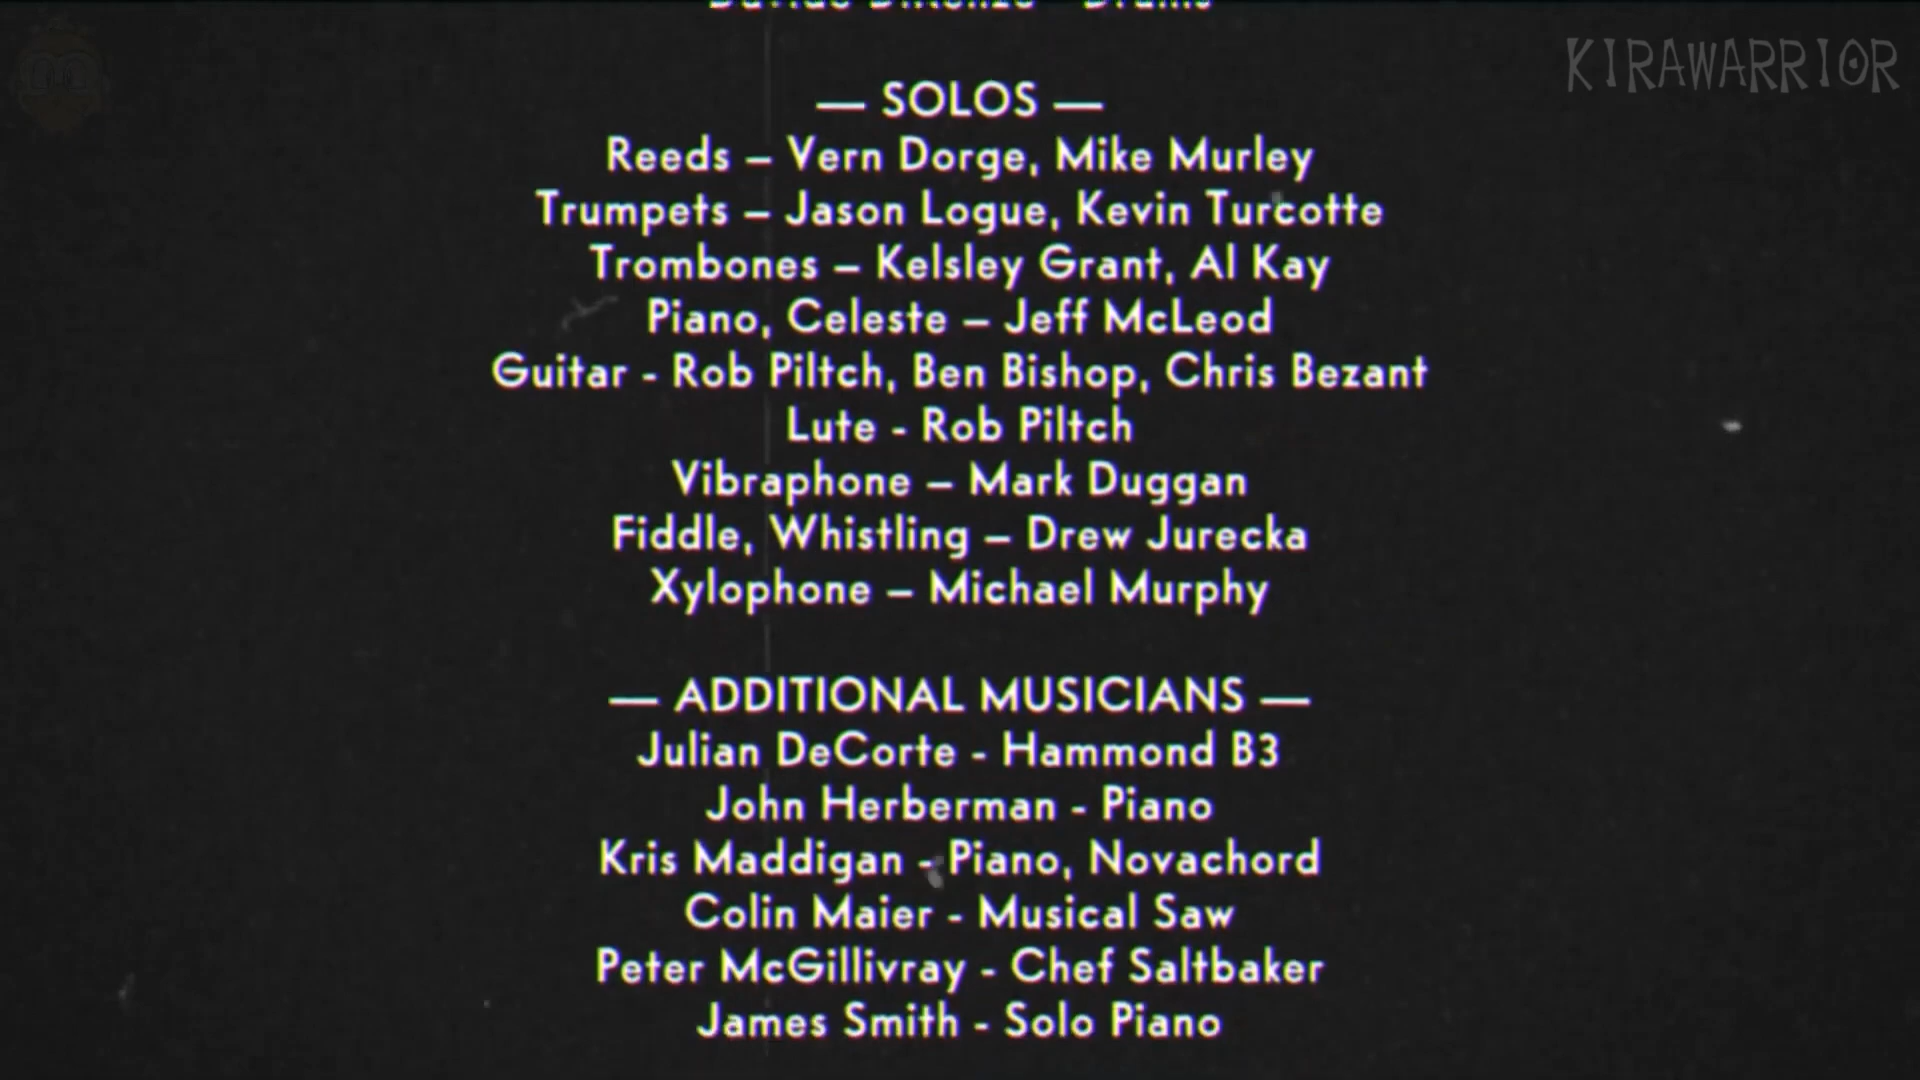 KIRAWARRIOR
— SOLOS —
Reeds – Vern Dorge, Mike Murley
Trumpets – Jason Logue, Kevin Turcotte
Trombones – Kelsley Grant, Al Kay
Piano, Celeste – Jeff McLeod
Guitar - Rob Piltch, Ben Bishop, Chris Bezant
Lute - Rob Piltch
Vibraphone – Mark Duggan
Fiddle, Whistling – Drew Jurecka
Xylophone – Michael Murphy
— ADDITIONAL MUSICIANS —
Julian DeCorte - Hammond B3
John Herberman - Piano
Kris Maddigan - Piano, Novachord
Colin Maier - Musical Saw
Peter McGillivray - Chef Saltbaker
James Smith - Solo Piano